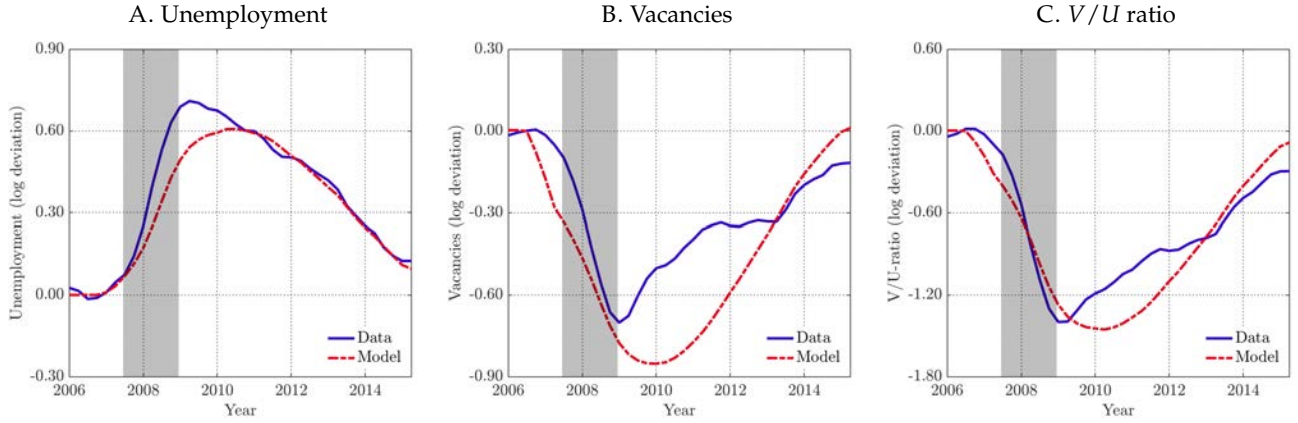 A. Unemployment
0.90
0.60
0.30
0.00
-0.30
Unemployment (log deviation)
2006
2008
2010
2012
2014
Year
Data
Model
B. Vacancies
0.30
0.00
-0.30
-0.60
-0.90
Vacancies (log deviation)
2006
2008
2010
2012
2014
Year
Data
Model
C. V/U ratio
0.60
0.00
-0.60
-1.20
-1.80
V/U-ratio (log deviation)
2006
2008
2010
2012
2014
Year
Data
Model